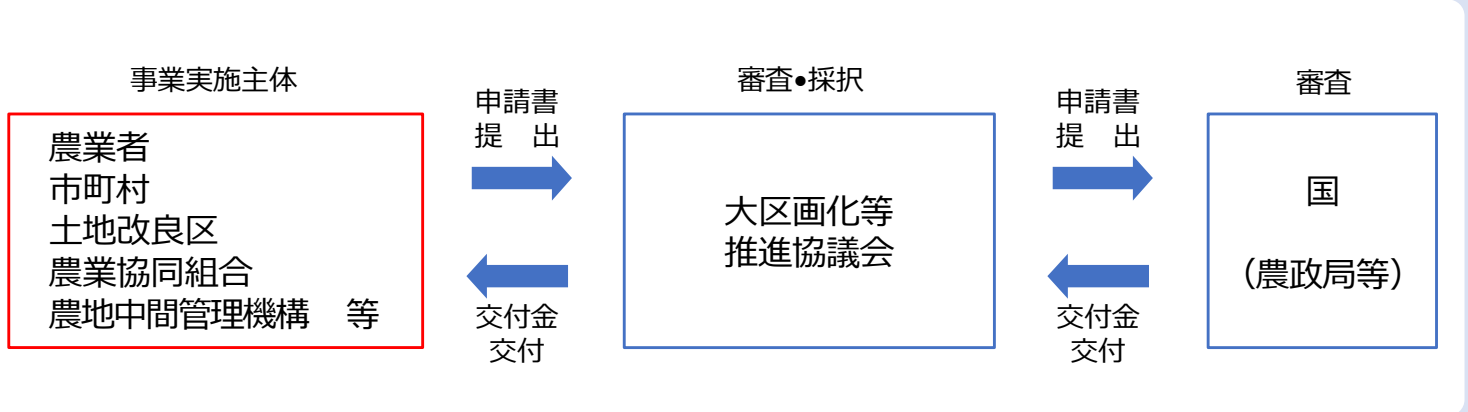 事業実施主体
農業者
市町村
土地改良区
農業協同組合
農地中間管理機構　等
申請書
提　出
交付金
交付
審査•採択
大区画化等
推進協議会
申請書
提　出
交付金
交付
審査
国
（農政局等）